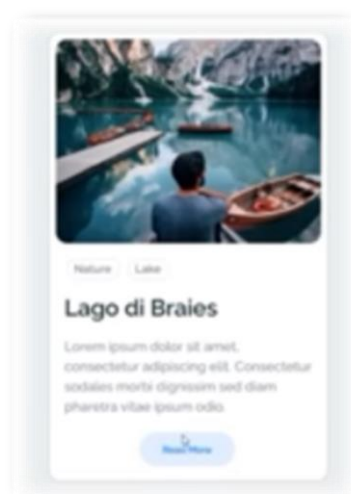 Nature Lake
Lago di Braies
Lorem ipsum dolor sit amet,
consectetur adipiscing elit. Consectetur
sodales morbi dignissim sed diam
pharetra vitae ipsum odio.
Read More